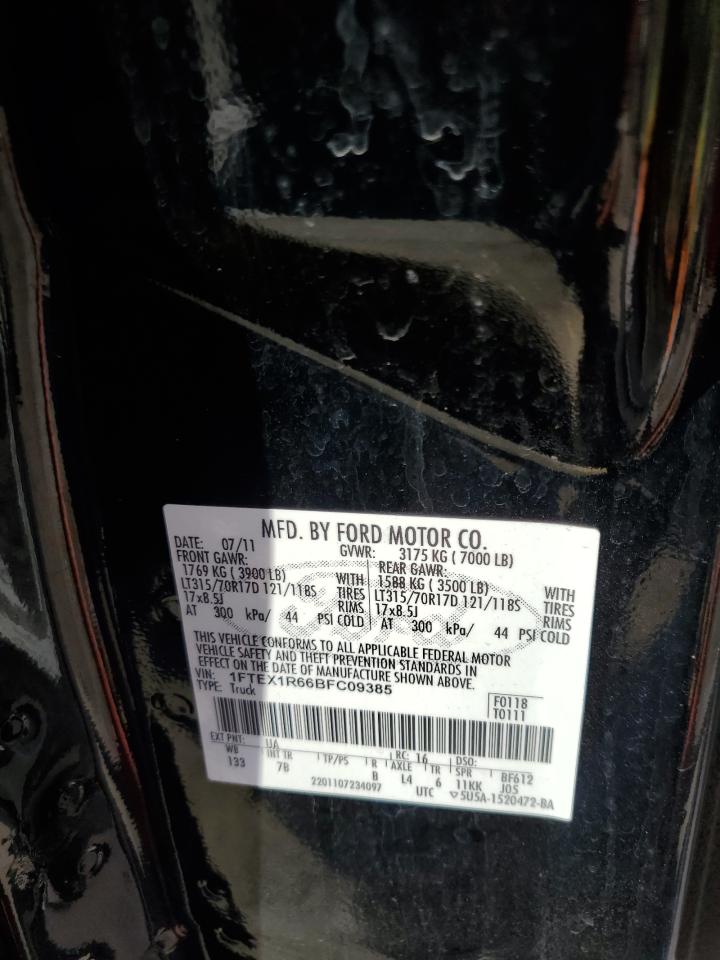 MFD. BY FORD MOTOR CO.
DATE: 07/11 GVWR: 3175 KG ( 7000 LB)
FRONT GAWR: REAR GAWR:
1769 KG ( 3900 LB) WITH 1588 KG ( 3500 LB) WITH
LT315/70R17D 121/118S TIRES LT315/70R17D 121/118S TIRES
17x8.5J RIMS 17x8.5J RIMS
AT 300 kPa/ 44 PSI COLD AT 300 kPa/ 44 PSI COLD
THIS VEHICLE CONFORMS TO ALL APPLICABLE FEDERAL MOTOR
VEHICLE SAFETY AND THEFT PREVENTION STANDARDS IN
EFFECT ON THE DATE OF MANUFACTURE SHOWN ABOVE.
VIN: 1FTEX1R66BFC09385 F0118
TYPE: Truck T0111
EXT PNT: UA RC: 16 DSO:
WB INT TR TP/PS R AXLE TR SPR BF612
133 7B B L4 6 11KK J05
2201107234097 UTC ▽5U5A-1520472-BA